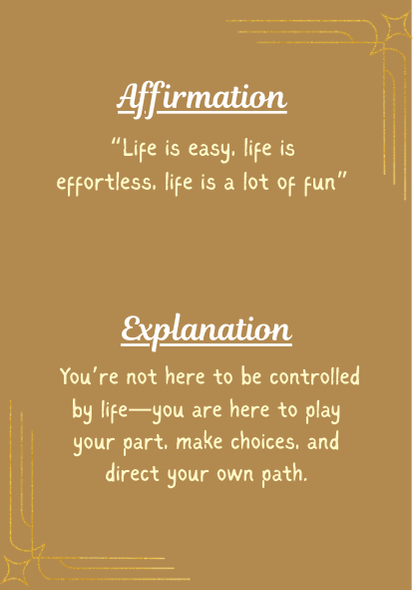 Affirmation
“Life is easy, life is
effortless, life is a lot of fun”
Explanation
You’re not here to be controlled
by life—you are here to play
your part, make choices, and
direct your own path.